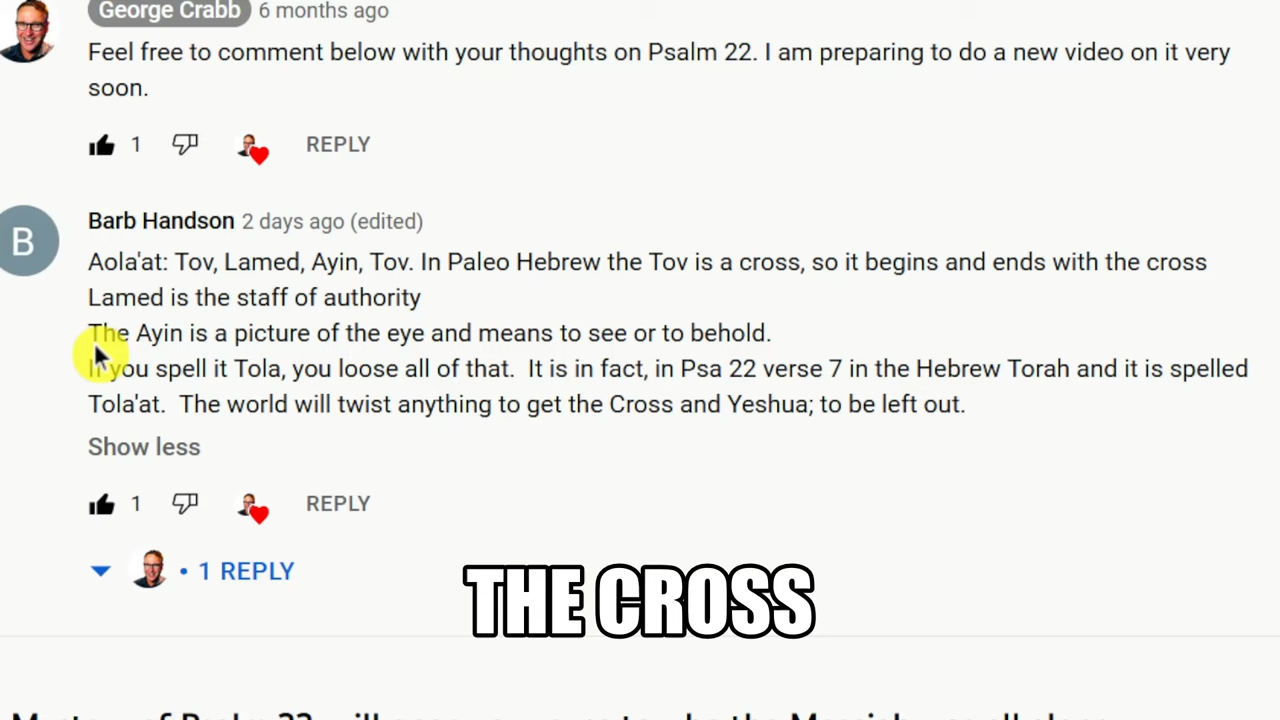 George Crabb 6 months ago
Feel free to comment below with your thoughts on Psalm 22. I am preparing to do a new video on it very
soon.
1 REPLY
Barb Handson 2 days ago (edited)
B
Aola'at: Tov, Lamed, Ayin, Tov. In Paleo Hebrew the Tov is a cross, so it begins and ends with the cross
Lamed is the staff of authority
The Ayin is a picture of the eye and means to see or to behold.
If you spell it Tola, you loose all of that. It is in fact, in Psa 22 verse 7 in the Hebrew Torah and it is spelled
Tola'at. The world will twist anything to get the Cross and Yeshua; to be left out.
Show less
1 REPLY
• 1 REPLY
THE CROSS